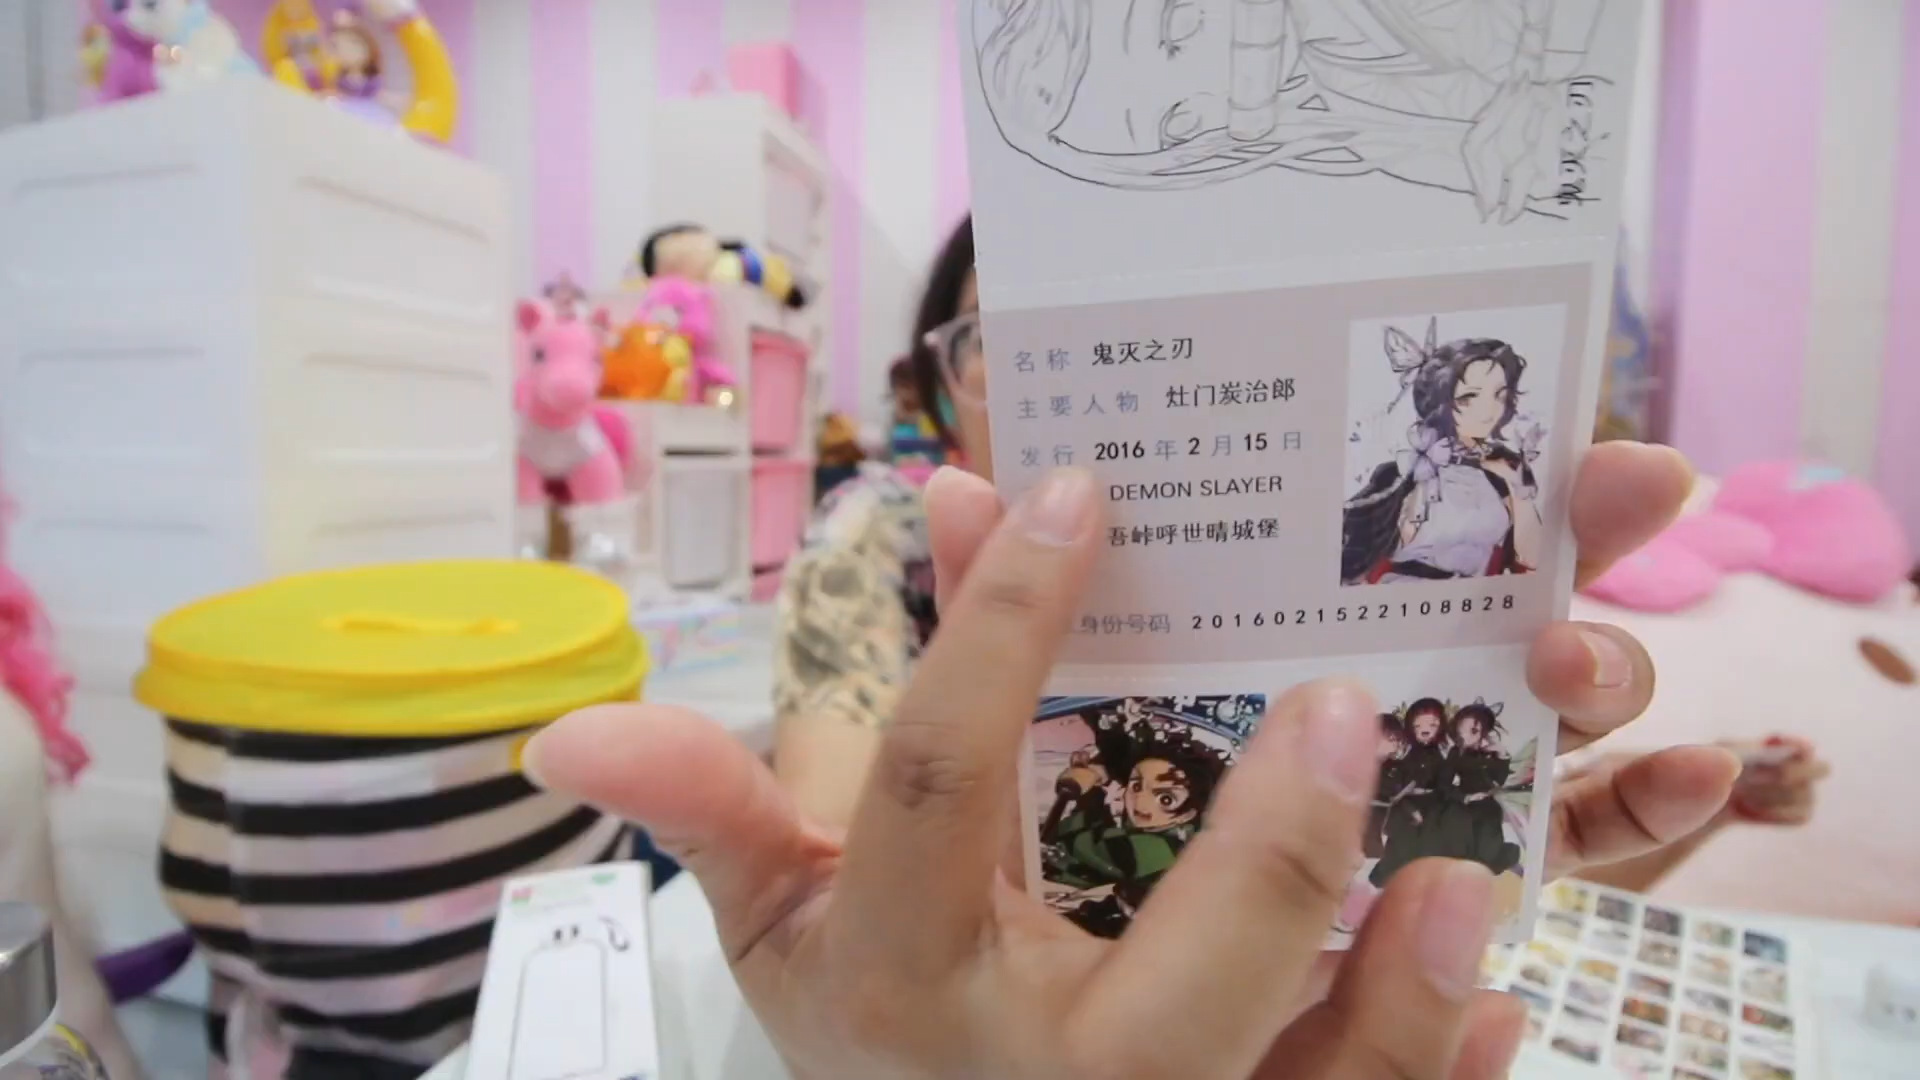 名称 鬼灭之刃
主要人物 灶门炭治郎
发行 2016 年 2 月 15 日
DEMON SLAYER
吾峠呼世晴城堡
身份号码 2016021522108828